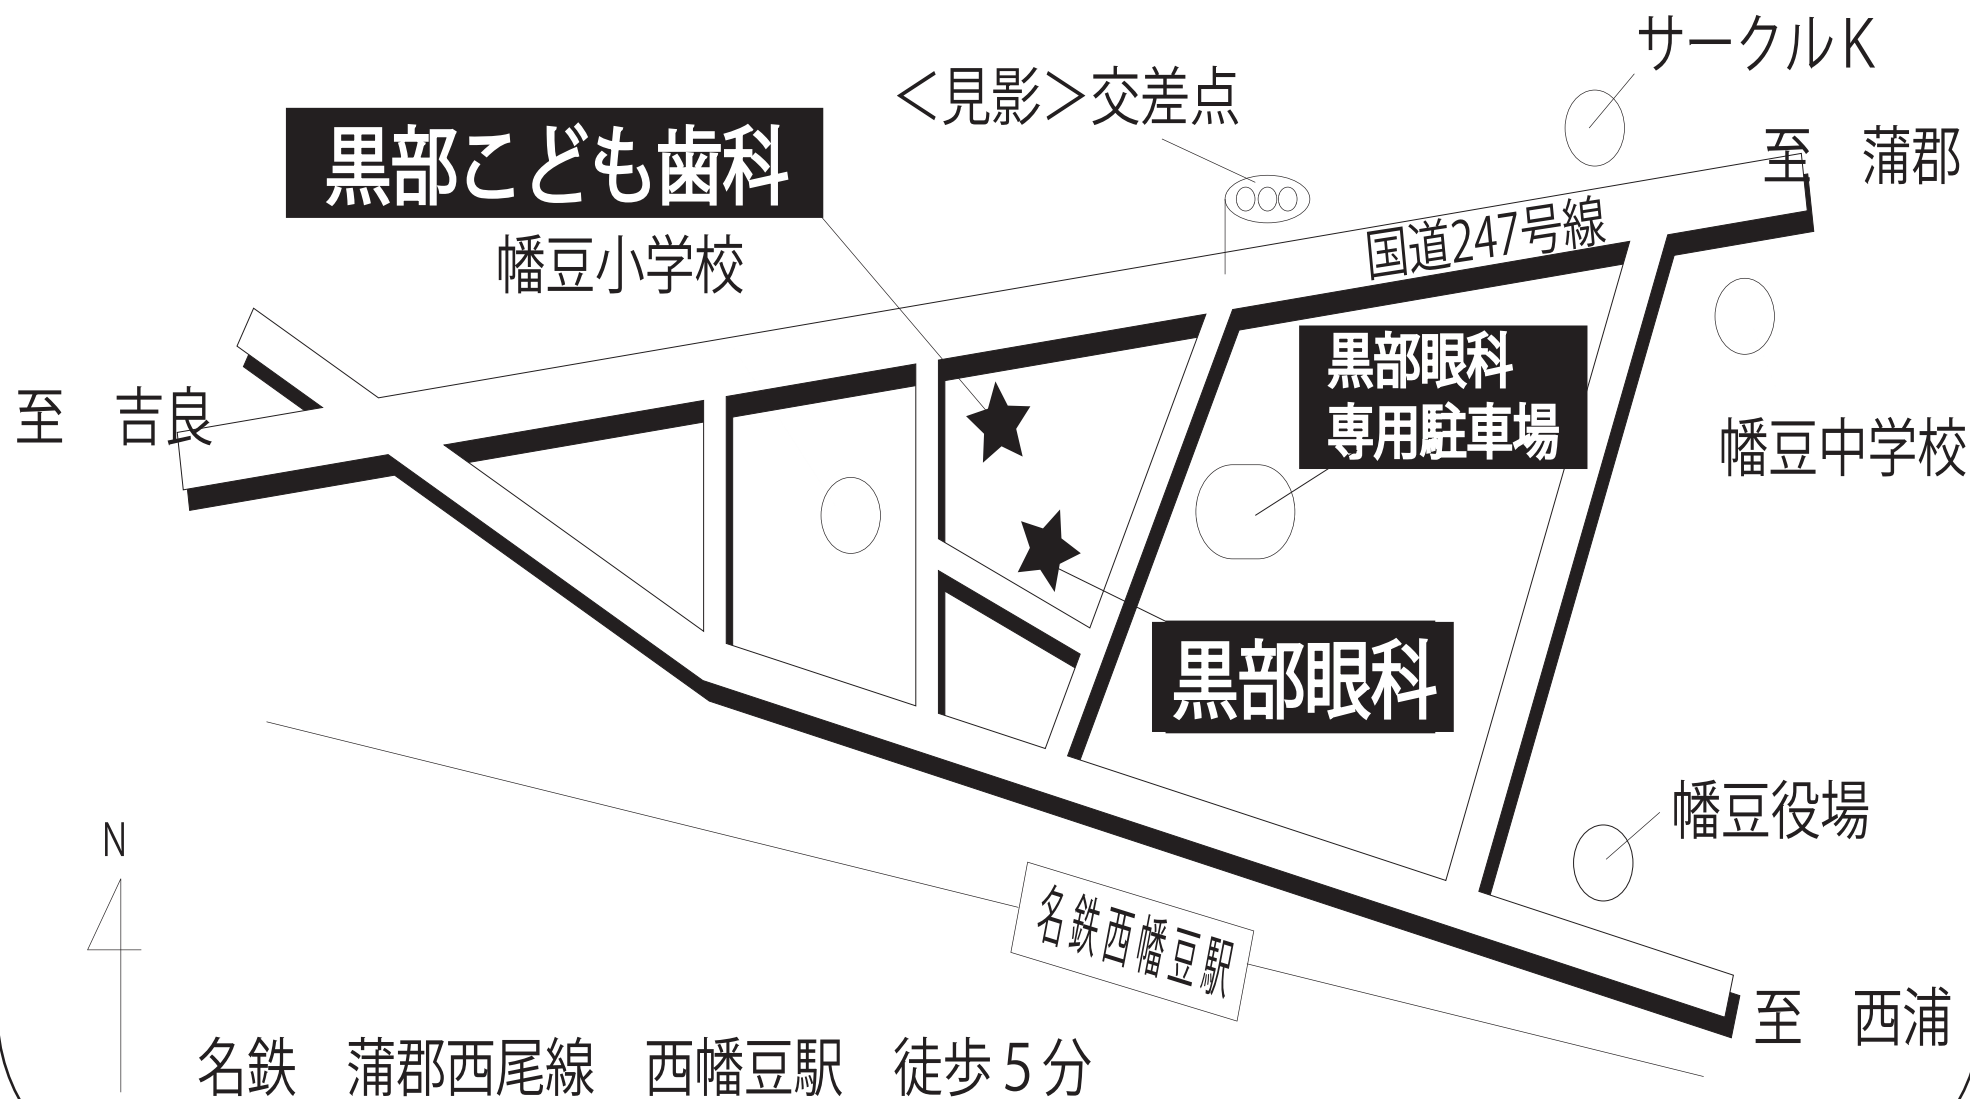 サークルK
＜見影＞交差点
至　蒲郡
黒部こども歯科
国道247号線
幡豆小学校
黒部眼科
専用駐車場
至　吉良
幡豆中学校
黒部眼科
幡豆役場
N
名鉄西幡豆駅
至　西浦
名鉄　蒲郡西尾線　西幡豆駅　徒歩5分